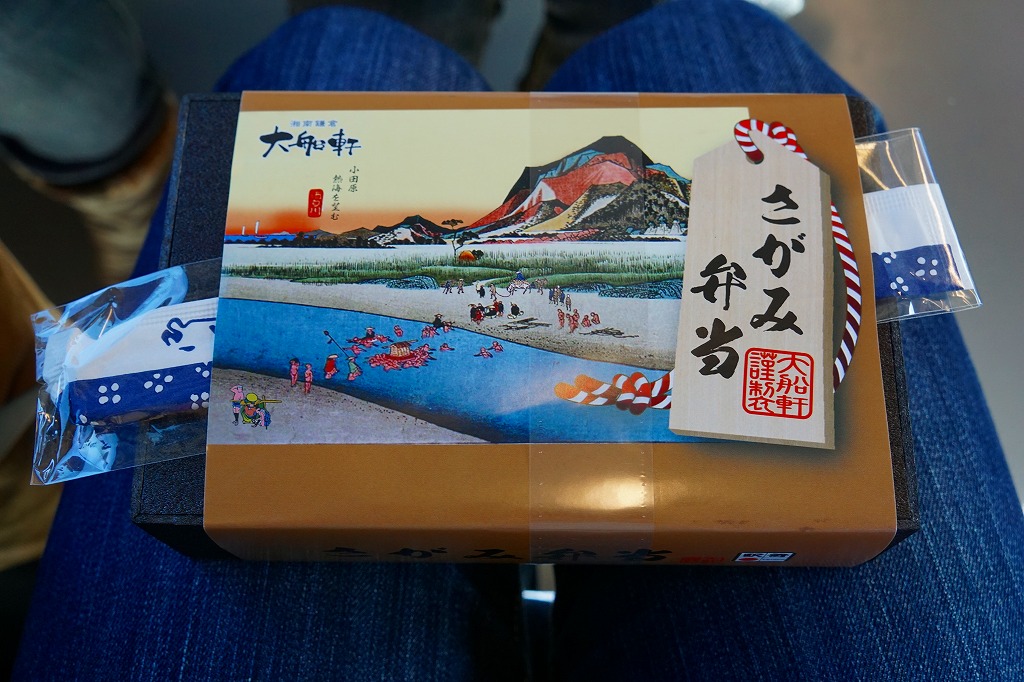 湘南鎌倉
大船軒
小田原
熱海を望む
さがみ
弁当
大船軒
謹製
さがみ弁当